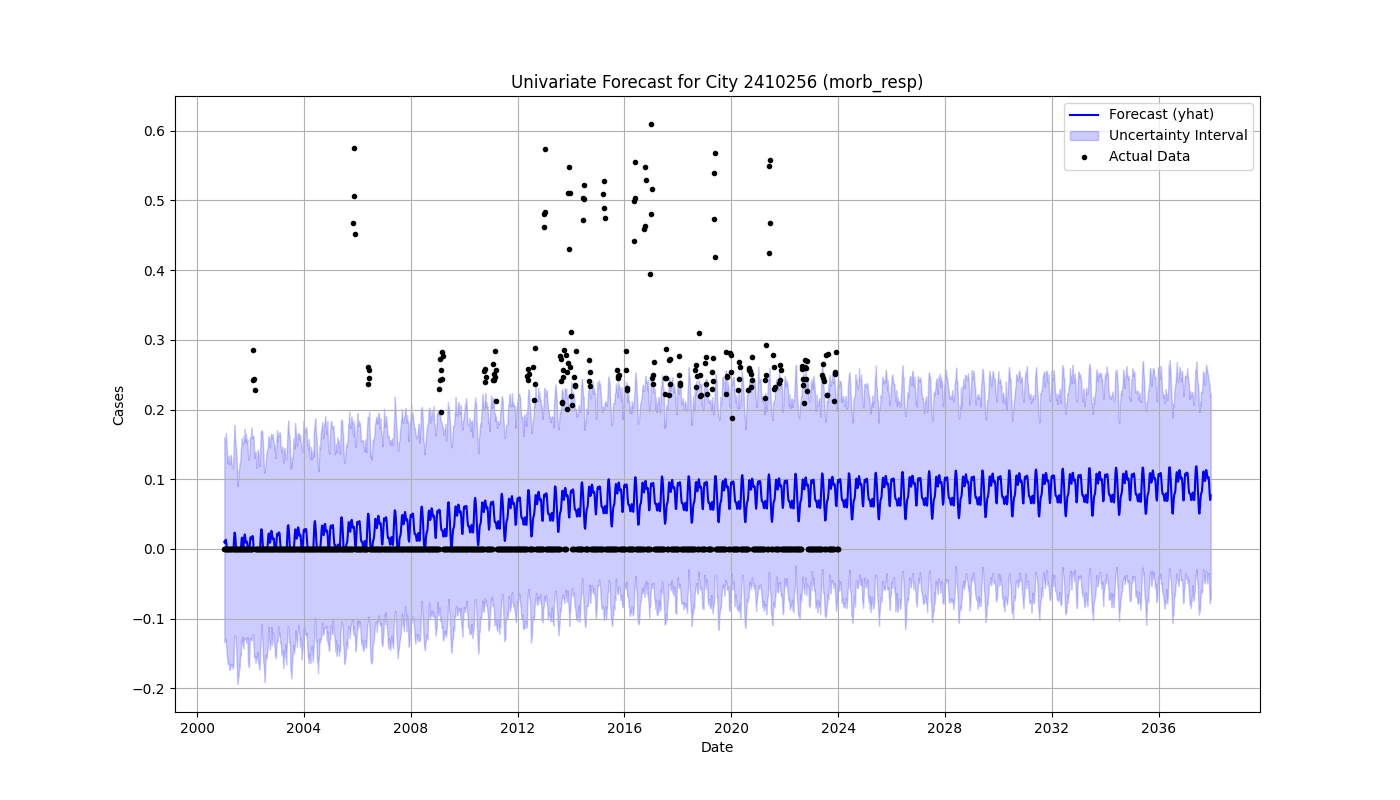 Univariate Forecast for City 2410256 (morb_resp)
Forecast (yhat)
Uncertainty Interval
Actual Data
Cases
0.6
0.5
0.4
0.3
0.2
0.1
0.0
−0.1
−0.2
2000 2004 2008 2012 2016 2020 2024 2028 2032 2036
Date